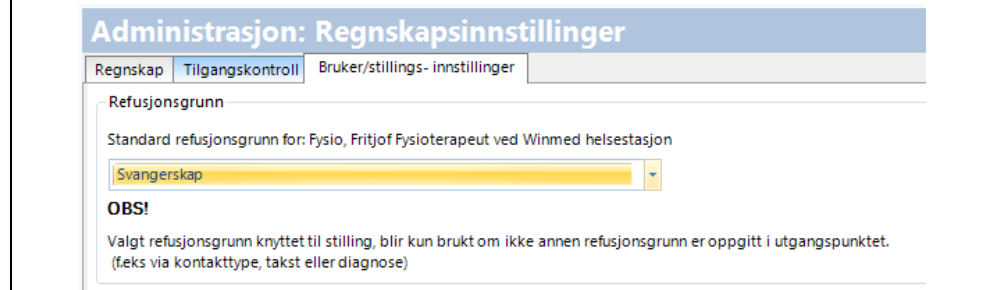 Administrasjon: Regnskapsinnstillinger
Regnskap Tilgangskontroll Bruker/stillings- innstillinger
Refusjonsgrunn
Standard refusjonsgrunn for: Fysio, Fritjof Fysioterapeut ved Winmed helsestasjon
Svangerskap
OBS!
Valgt refusjonsgrunn knyttet til stilling, blir kun brukt om ikke annen refusjonsgrunn er oppgitt i utgangspunktet.
(f.eks via kontakttype, takst eller diagnose)